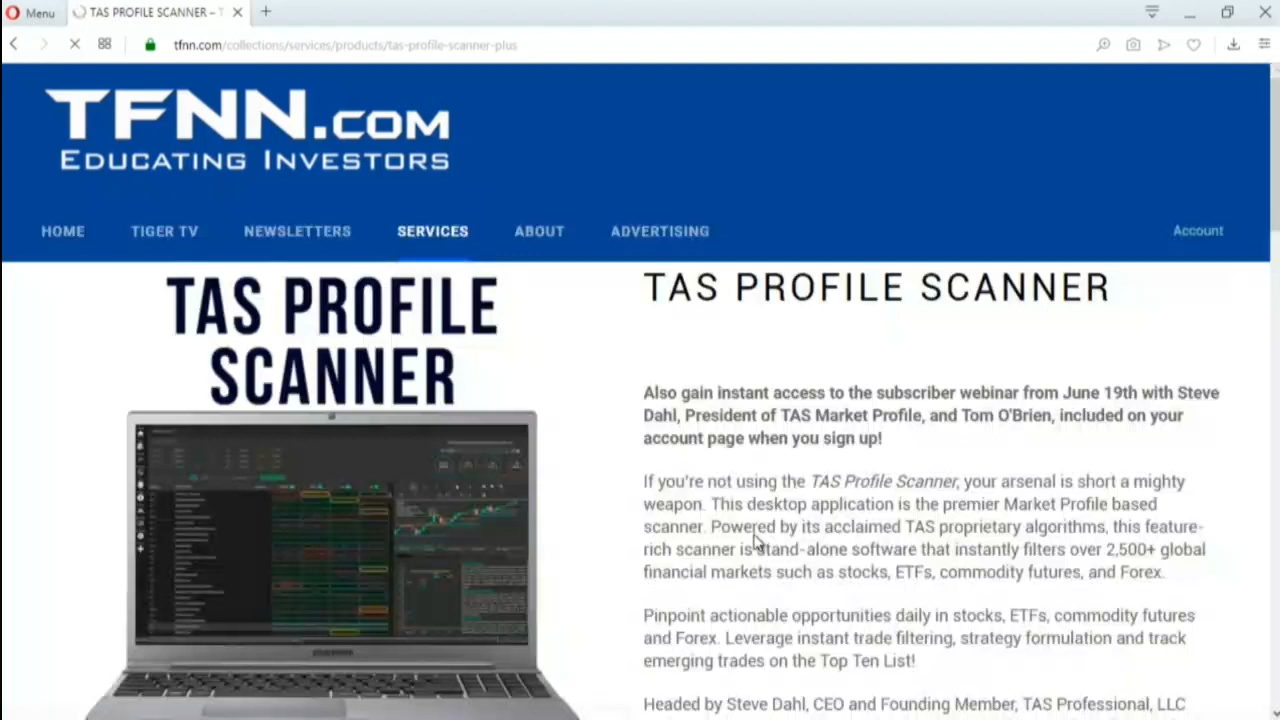 Menu
TAS PROFILE SCANNER – T
tfnn.com/collections/services/products/tas-profile-scanner-plus
TFNN.COM
EDUCATING INVESTORS
HOME TIGER TV NEWSLETTERS SERVICES ABOUT ADVERTISING Account
TAS PROFILE
SCANNER
TAS PROFILE SCANNER
Also gain instant access to the subscriber webinar from June 19th with Steve
Dahl, President of TAS Market Profile, and Tom O'Brien, included on your
account page when you sign up!
If you're not using the TAS Profile Scanner, your arsenal is short a mighty
weapon. This desktop application is the premier Market Profile based
scanner. Powered by its acclaimed TAS proprietary algorithms, this feature-
rich scanner is stand-alone software that instantly filters over 2,500+ global
financial markets such as stocks, ETFs, commodity futures, and Forex.
Pinpoint actionable opportunities daily in stocks, ETFs, commodity futures
and Forex. Leverage instant trade filtering, strategy formulation and track
emerging trades on the Top Ten List!
Headed by Steve Dahl, CEO and Founding Member, TAS Professional, LLC